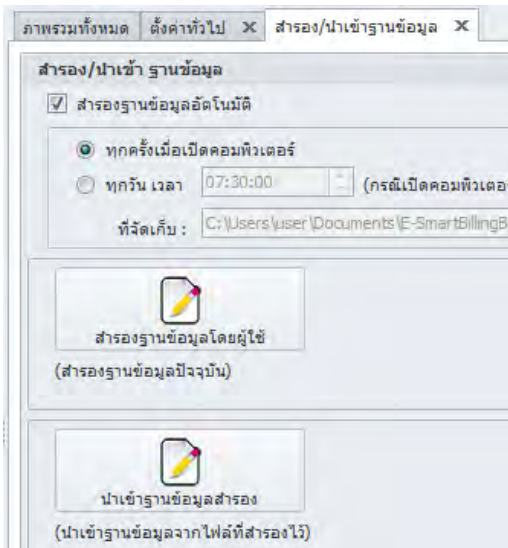 ภาพรวมทั้งหมด ตั้งค่าทั่วไป สำรอง/นำเข้าฐานข้อมูล
สำรอง/นำเข้า ฐานข้อมูล
สำรองฐานข้อมูลอัตโนมัติ
ทุกครั้งเมื่อเปิดคอมพิวเตอร์
ทุกวัน เวลา 07:30:00 (กรณีเปิดคอมพิวเตอ
ที่จัดเก็บ : C:\Users\user\Documents\E-SmartBillingB
สำรองฐานข้อมูลโดยผู้ใช้
(สำรองฐานข้อมูลปัจจุบัน)
นำเข้าฐานข้อมูลสำรอง
(นำเข้าฐานข้อมูลจากไฟล์ที่สำรองไว้)